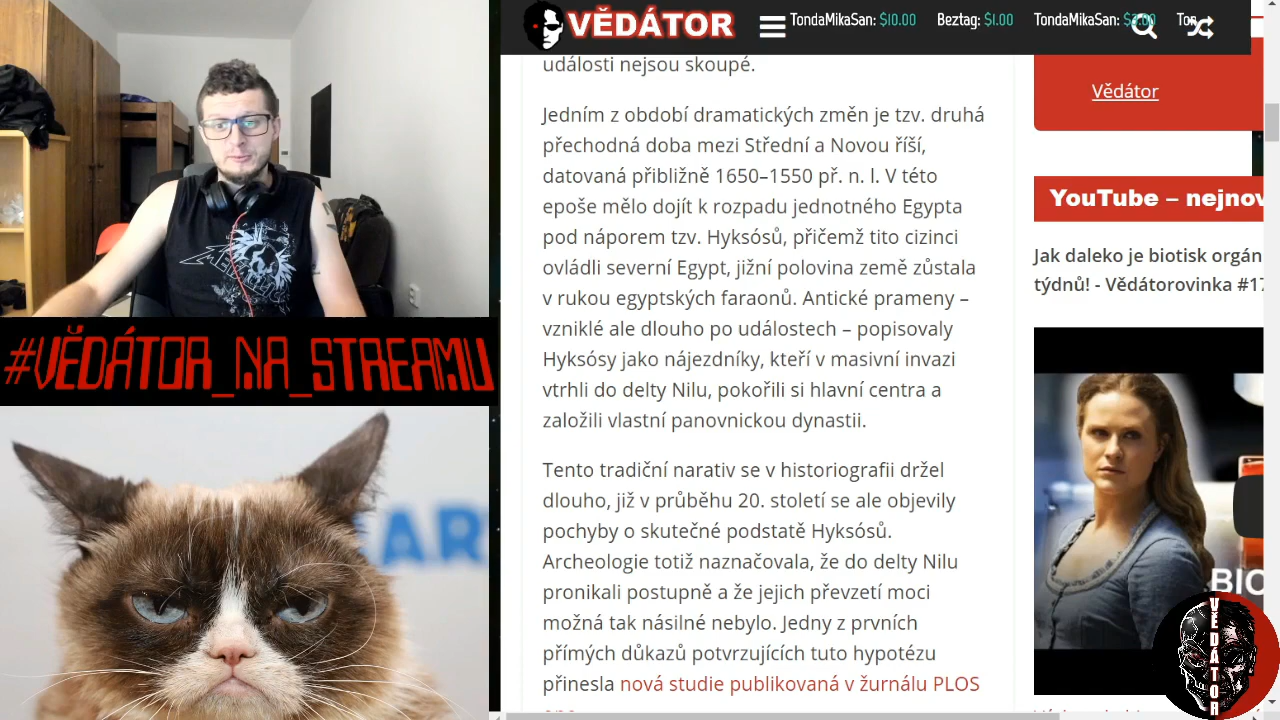 VĚDÁTOR
TondaMikaSan: $10.00 Beztag: $1.00 TondaMikaSan: $3.00 Ton
události nejsou skoupé.
Jedním z období dramatických změn je tzv. druhá
přechodná doba mezi Střední a Novou říší,
datovaná přibližně 1650–1550 př. n. l. V této
epoše mělo dojít k rozpadu jednotného Egypta
pod náporem tzv. Hyksósů, přičemž tito cizinci
ovládli severní Egypt, jižní polovina země zůstala
v rukou egyptských faraonů. Antické prameny –
vzniklé ale dlouho po událostech – popisovaly
Hyksósy jako nájezdníky, kteří v masivní invazi
vtrhli do delty Nilu, pokořili si hlavní centra a
založili vlastní panovnickou dynastii.
Tento tradiční narativ se v historiografii držel
dlouho, již v průběhu 20. století se ale objevily
pochyby o skutečné podstatě Hyksósů.
Archeologie totiž naznačovala, že do delty Nilu
pronikali postupně a že jejich převzetí moci
možná tak násilné nebylo. Jedny z prvních
přímých důkazů potvrzujících tuto hypotézu
přinesla nová studie publikovaná v žurnálu PLOS
Vědátor
YouTube – nejnov
Jak daleko je biotisk orgán
týdnů! - Vědátorovinka #17
BIO
VĚDÁTOR
#VĚDÁTOR_NA_STREAMU
EAR